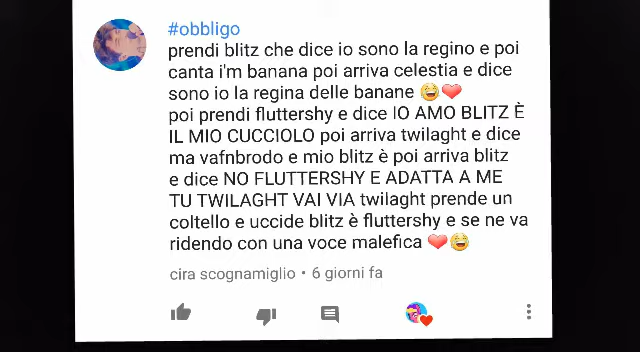 #obbligo
prendi blitz che dice io sono la regino e poi
canta i'm banana poi arriva celestia e dice
sono io la regina delle banane 😂❤
poi prendi fluttershy e dice IO AMO BLITZ È
IL MIO CUCCIOLO poi arriva twilaght e dice
ma vafnbrodo e mio blitz è poi arriva blitz
e dice NO FLUTTERSHY E ADATTA A ME
TU TWILAGHT VAI VIA twilaght prende un
coltello e uccide blitz è fluttershy e se ne va
ridendo con una voce malefica ❤😂
cira scognamiglio • 6 giorni fa